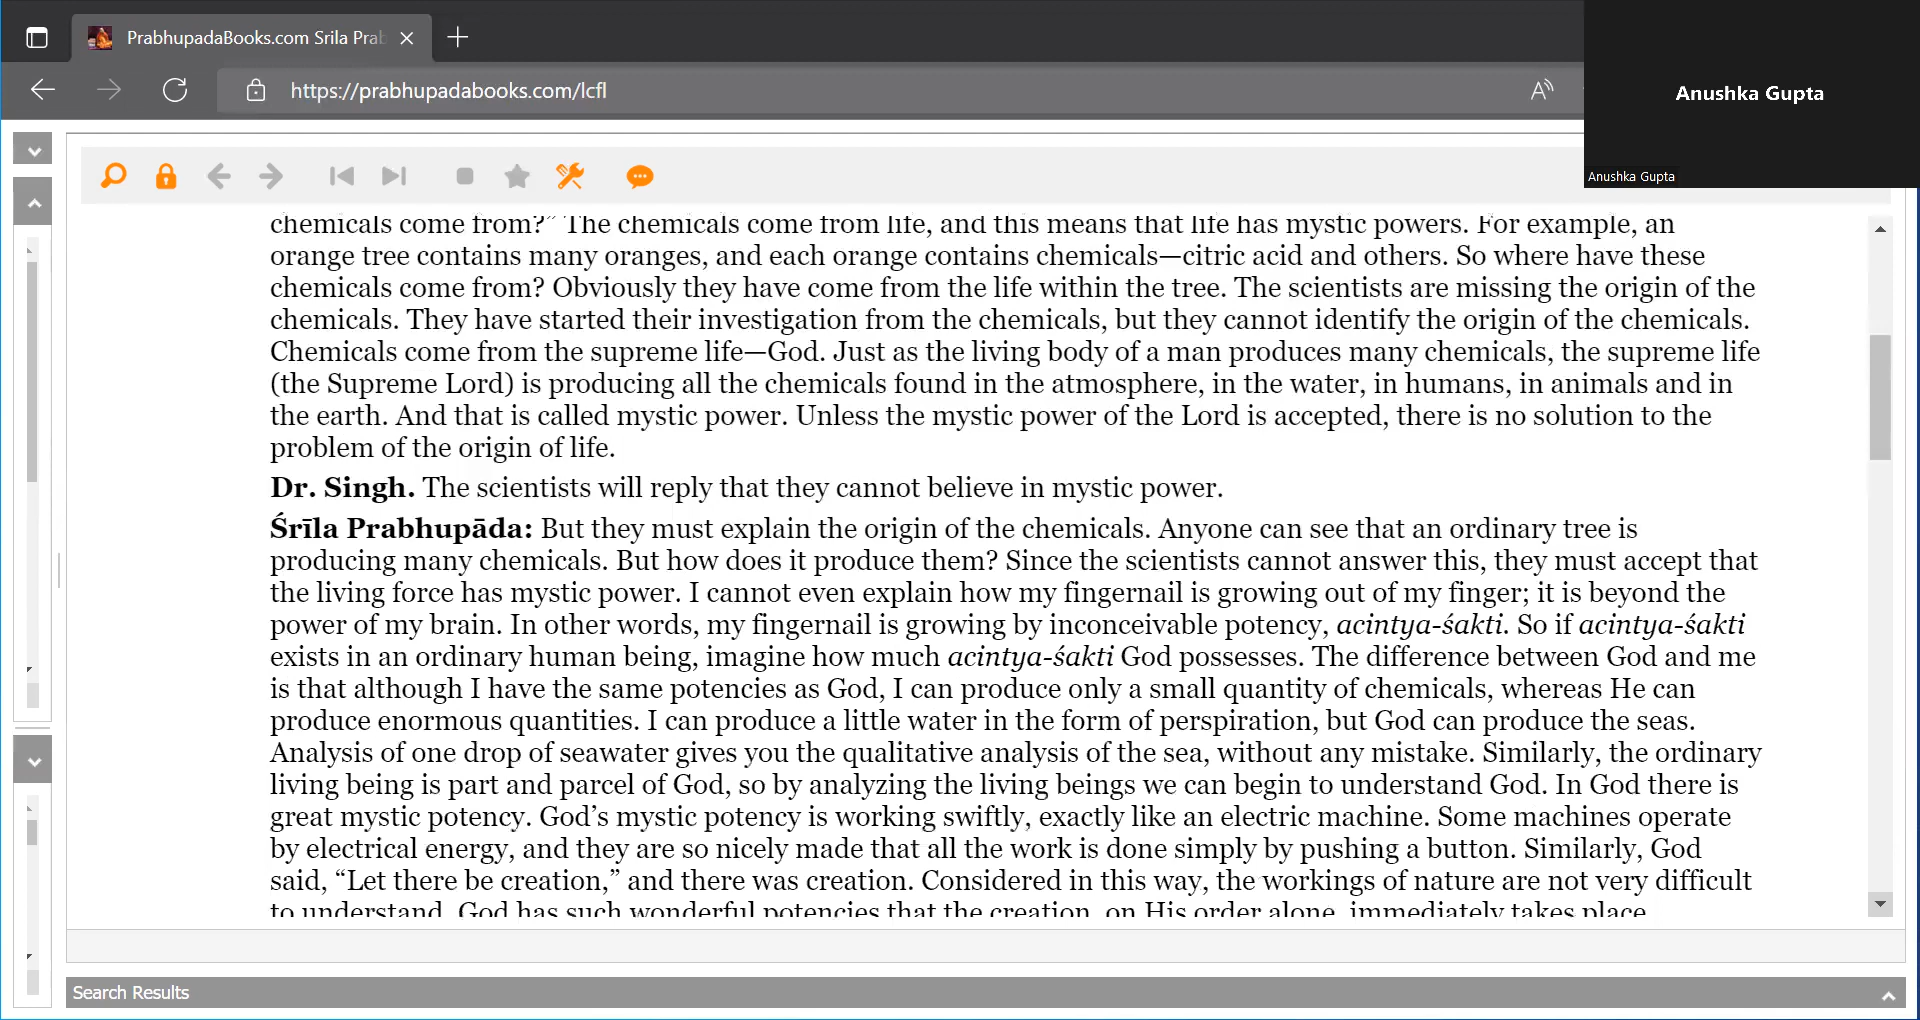 PrabhupadaBooks.com Srila Prab
https://prabhupadabooks.com/lcfl
Anushka Gupta
Anushka Gupta
chemicals come from?” The chemicals come from life, and this means that life has mystic powers. For example, an
orange tree contains many oranges, and each orange contains chemicals—citric acid and others. So where have these
chemicals come from? Obviously they have come from the life within the tree. The scientists are missing the origin of the
chemicals. They have started their investigation from the chemicals, but they cannot identify the origin of the chemicals.
Chemicals come from the supreme life—God. Just as the living body of a man produces many chemicals, the supreme life
(the Supreme Lord) is producing all the chemicals found in the atmosphere, in the water, in humans, in animals and in
the earth. And that is called mystic power. Unless the mystic power of the Lord is accepted, there is no solution to the
problem of the origin of life.
Dr. Singh. The scientists will reply that they cannot believe in mystic power.
Śrīla Prabhupāda: But they must explain the origin of the chemicals. Anyone can see that an ordinary tree is
producing many chemicals. But how does it produce them? Since the scientists cannot answer this, they must accept that
the living force has mystic power. I cannot even explain how my fingernail is growing out of my finger; it is beyond the
power of my brain. In other words, my fingernail is growing by inconceivable potency, acintya-śakti. So if acintya-śakti
exists in an ordinary human being, imagine how much acintya-śakti God possesses. The difference between God and me
is that although I have the same potencies as God, I can produce only a small quantity of chemicals, whereas He can
produce enormous quantities. I can produce a little water in the form of perspiration, but God can produce the seas.
Analysis of one drop of seawater gives you the qualitative analysis of the sea, without any mistake. Similarly, the ordinary
living being is part and parcel of God, so by analyzing the living beings we can begin to understand God. In God there is
great mystic potency. God’s mystic potency is working swiftly, exactly like an electric machine. Some machines operate
by electrical energy, and they are so nicely made that all the work is done simply by pushing a button. Similarly, God
said, “Let there be creation,” and there was creation. Considered in this way, the workings of nature are not very difficult
to understand. God has such wonderful potencies that the creation, on His order alone, immediately takes place.
Search Results